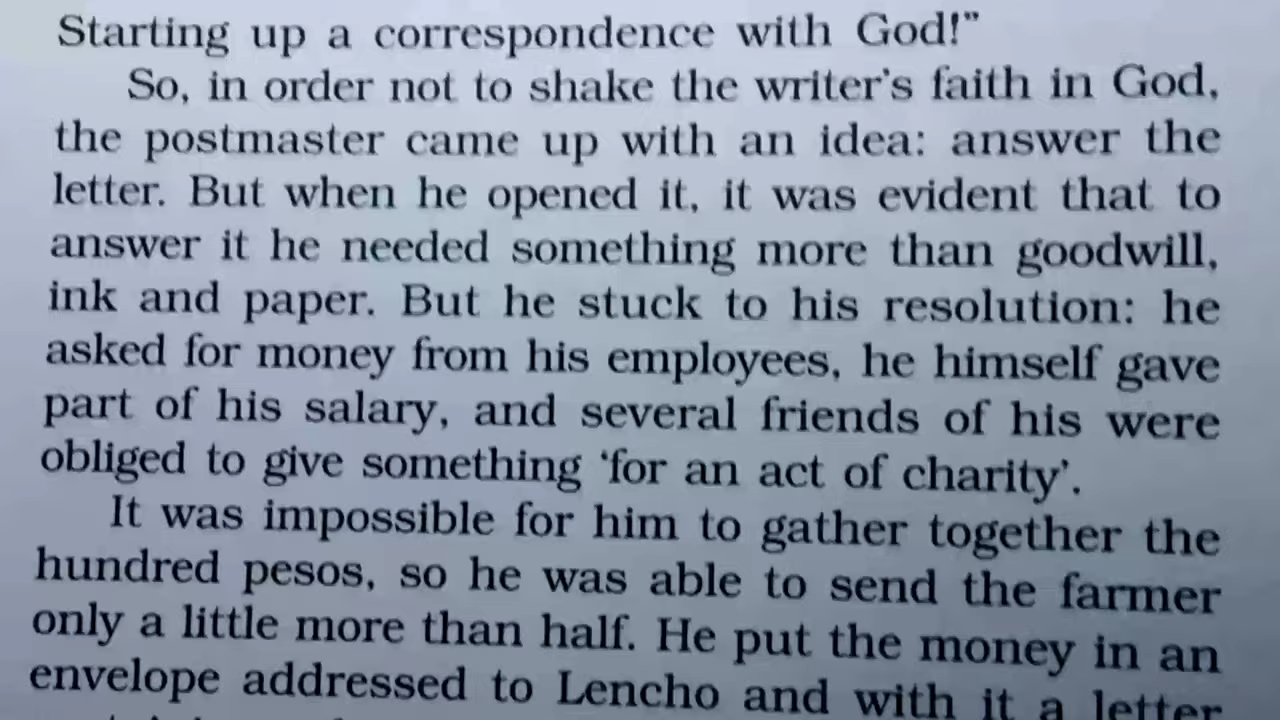 Starting up a correspondence with God!"
So, in order not to shake the writer's faith in God,
the postmaster came up with an idea: answer the
letter. But when he opened it, it was evident that to
answer it he needed something more than goodwill,
ink and paper. But he stuck to his resolution: he
asked for money from his employees, he himself gave
part of his salary, and several friends of his were
obliged to give something 'for an act of charity'.
It was impossible for him to gather together the
hundred pesos, so he was able to send the farmer
only a little more than half. He put the money in an
envelope addressed to Lencho and with it a letter